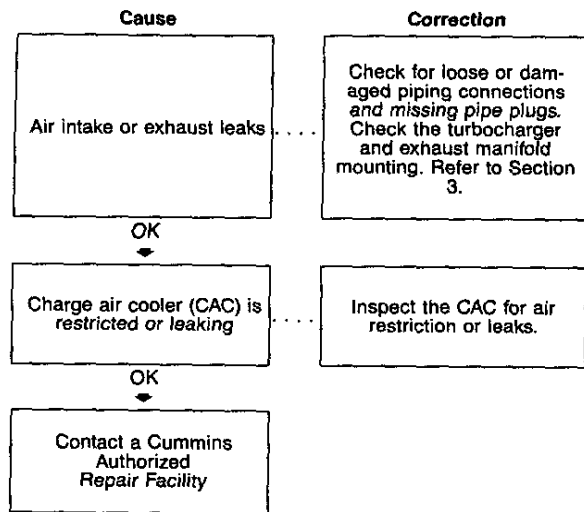 Cause
Correction
Air intake or exhaust leaks
Check for loose or dam-
aged piping connections
and missing pipe plugs.
Check the turbocharger
and exhaust manifold
mounting. Refer to Section
3.
OK
Charge air cooler (CAC) is
restricted or leaking
Inspect the CAC for air
restriction or leaks.
OK
Contact a Cummins
Authorized
Repair Facility